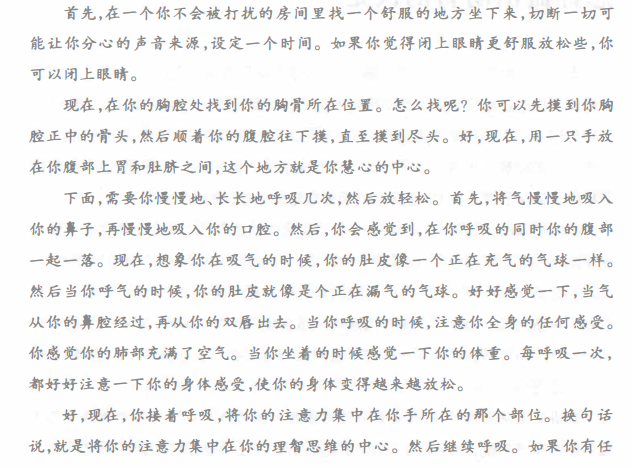 首先,在一个你不会被打扰的房间里找一个舒服的地方坐下来,切断一切可
能让你分心的声音来源,设定一个时间。如果你觉得闭上眼睛更舒服放松些,你
可以闭上眼睛。
现在,在你的胸腔处找到你的胸骨所在位置。怎么找呢?你可以先摸到你胸
腔正中的骨头,然后顺着你的腹腔往下摸,直至摸到尽头。好,现在,用一只手放
在你腹部上胃和肚脐之间,这个地方就是你慧心的中心。
下面,需要你慢慢地、长长地呼吸几次,然后放轻松。首先,将气慢慢地吸入
你的鼻子,再慢慢地吸入你的口腔。然后,你会感觉到,在你呼吸的同时你的腹部
一起一落。现在,想象你在吸气的时候,你的肚皮像一个正在充气的气球一样。
然后当你呼气的时候,你的肚皮就像是个正在漏气的气球。好好感觉一下,当气
从你的鼻腔经过,再从你的双唇出去。当你呼吸的时候,注意你全身的任何感受。
你感觉你的肺部充满了空气。当你坐着的时候感觉一下你的体重。每呼吸一次,
都好好注意一下你的身体感受,使你的身体变得越来越放松。
好,现在,你接着呼吸,将你的注意力集中在你手所在的那个部位。换句话
说,就是将你的注意力集中在你的理智思维的中心。然后继续呼吸。如果你有任